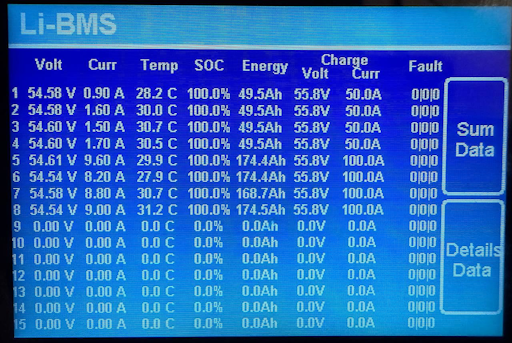 Li-BMS
Volt Curr Temp SOC Energy Charge Volt Curr Fault
1 54.58 V 0.90 A 28.2 C 100.0% 49.5Ah 55.8V 50.0A 0|0|0
2 54.58 V 1.60 A 30.0 C 100.0% 49.5Ah 55.8V 50.0A 0|0|0
3 54.60 V 1.50 A 30.7 C 100.0% 49.5Ah 55.8V 50.0A 0|0|0
4 54.60 V 1.70 A 30.5 C 100.0% 49.5Ah 55.8V 50.0A 0|0|0
5 54.61 V 9.60 A 29.9 C 100.0% 174.4Ah 55.8V 100.0A 0|0|0
6 54.54 V 8.20 A 27.9 C 100.0% 174.4Ah 55.8V 100.0A 0|0|0
7 54.58 V 8.80 A 30.7 C 100.0% 168.7Ah 55.8V 100.0A 0|0|0
8 54.54 V 9.00 A 31.2 C 100.0% 174.5Ah 55.8V 100.0A 0|0|0
9 0.00 V 0.00 A 0.0 C 0.0% 0.0Ah 0.0V 0.0A 0|0|0
10 0.00 V 0.00 A 0.0 C 0.0% 0.0Ah 0.0V 0.0A 0|0|0
11 0.00 V 0.00 A 0.0 C 0.0% 0.0Ah 0.0V 0.0A 0|0|0
12 0.00 V 0.00 A 0.0 C 0.0% 0.0Ah 0.0V 0.0A 0|0|0
13 0.00 V 0.00 A 0.0 C 0.0% 0.0Ah 0.0V 0.0A 0|0|0
14 0.00 V 0.00 A 0.0 C 0.0% 0.0Ah 0.0V 0.0A 0|0|0
15 0.00 V 0.00 A 0.0 C 0.0% 0.0Ah 0.0V 0.0A 0|0|0
Sum
Data
Details
Data